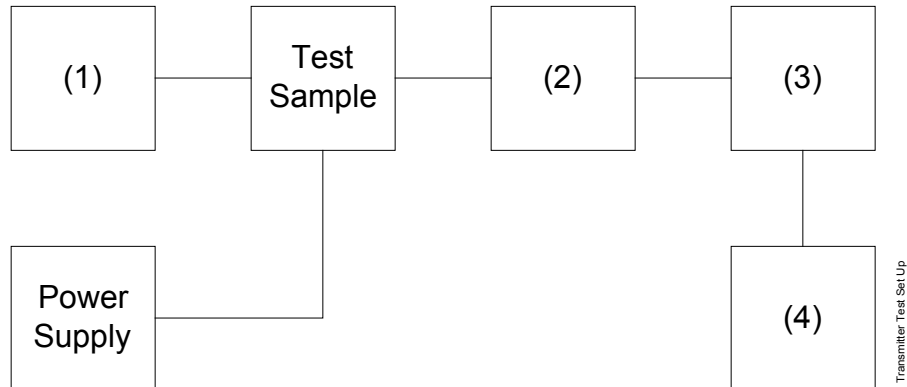 (1)
Test
Sample
(2)
(3)
Power
Supply
(4)
Transmitter Test Set Up